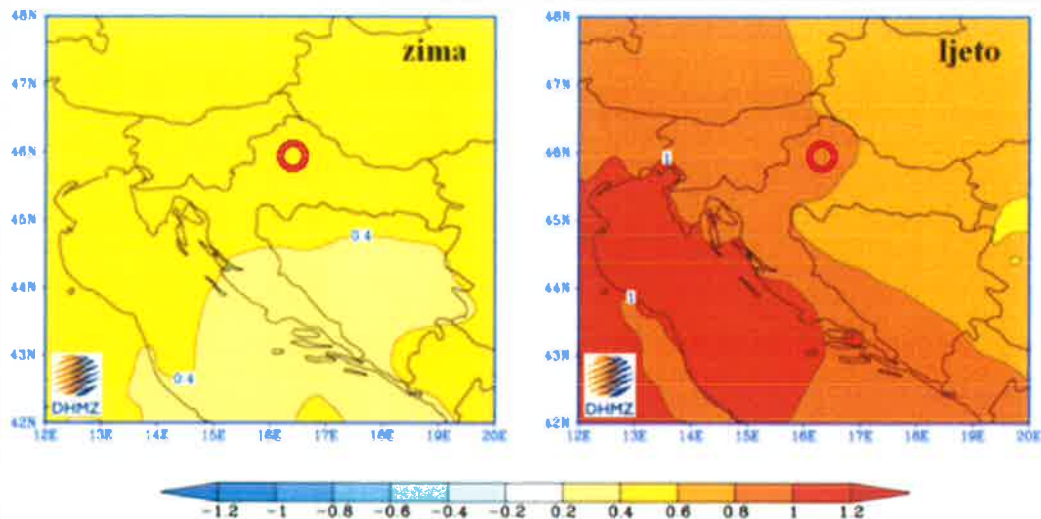 48N
zima
47N
46N
45N
0.4
44N
43N
0.4
DHMZ
42N
12E 13E 14E 15E 16E 17E 18E 19E 20E
48N
ljeto
47N
46N
1
45N
44N
1
43N
DHMZ
42N
12E 13E 14E 15E 16E 17E 18E 19E 20E
-1.2 -1 -0.8 -0.6 -0.4 -0.2 0.2 0.4 0.6 0.8 1 1.2